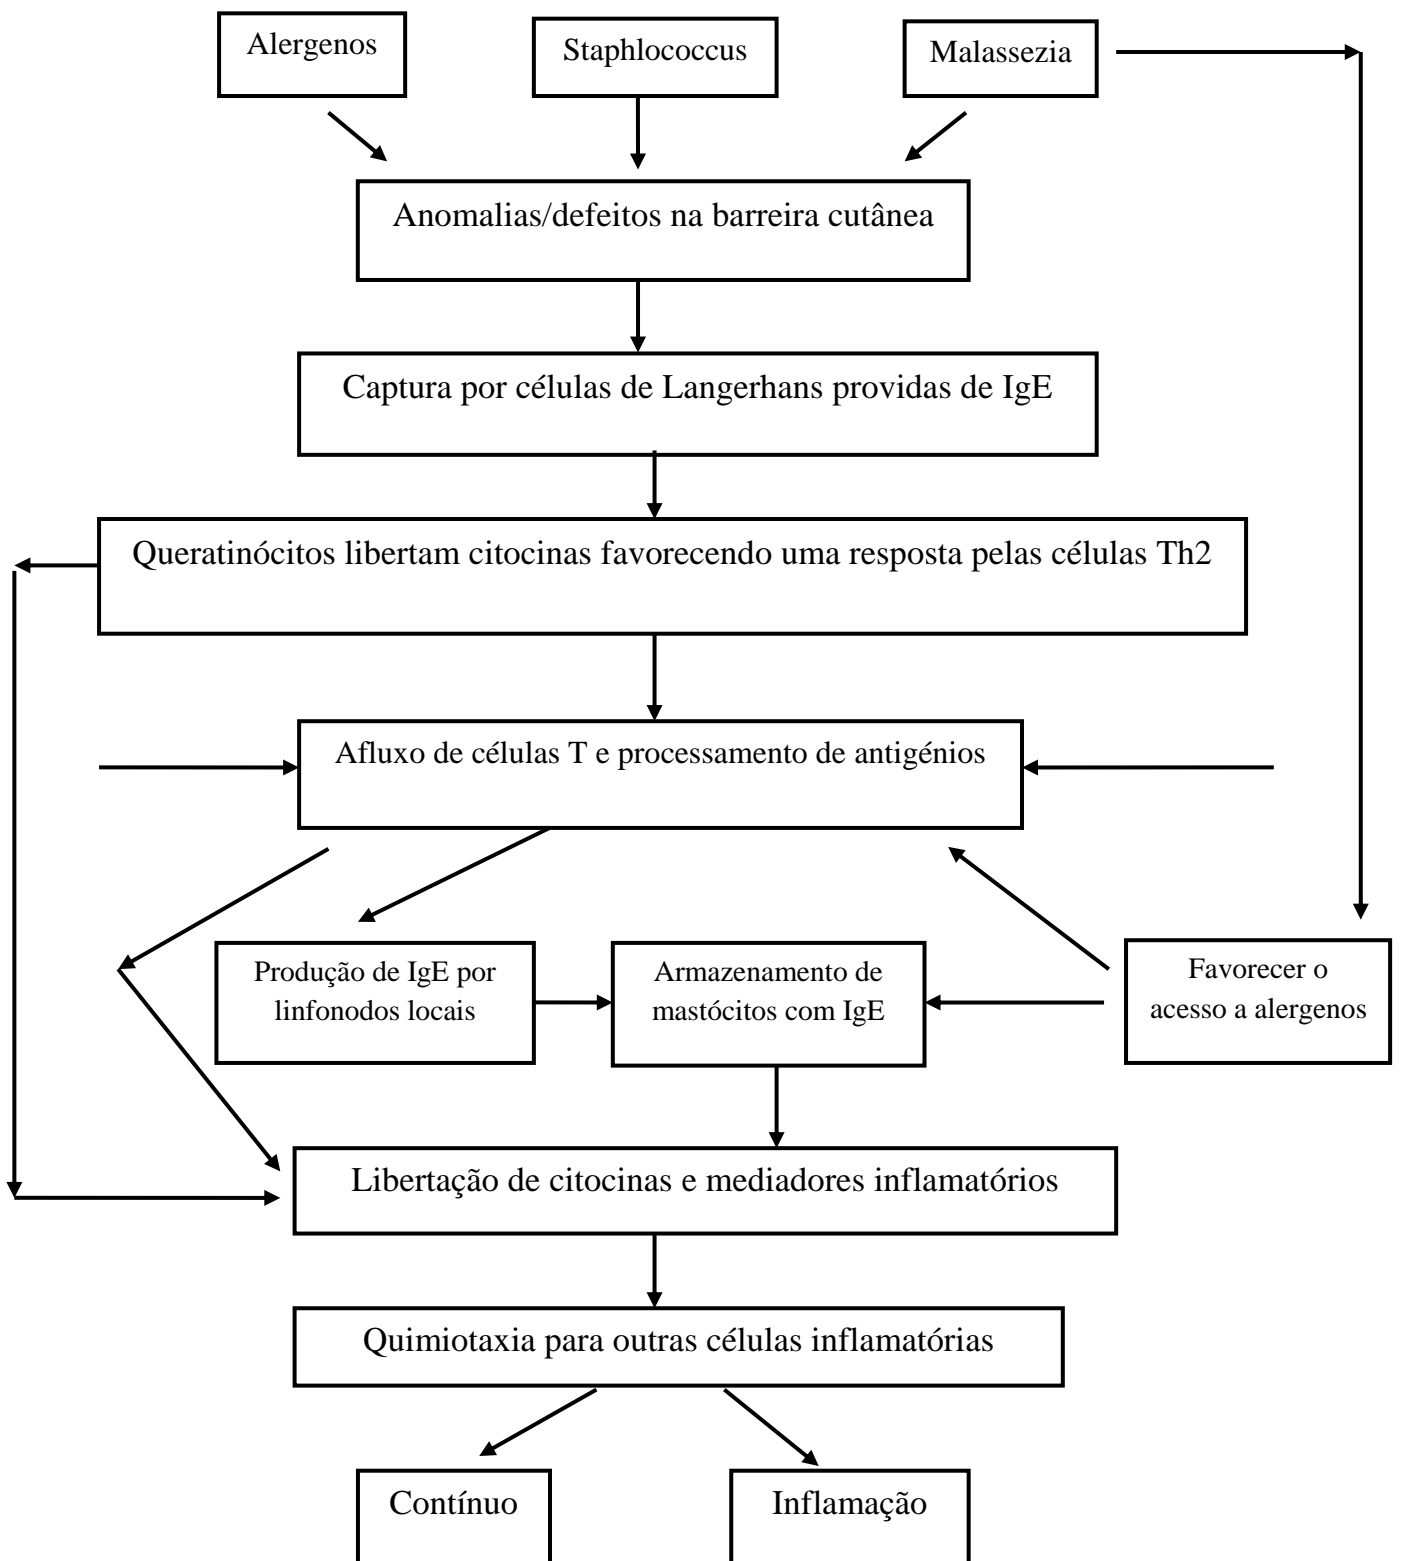 Alergenos
Staphlococcus
Malassezia
Anomalias/defeitos na barreira cutânea
Captura por células de Langerhans providas de IgE
Queratinócitos libertam citocinas favorecendo uma resposta pelas células Th2
Afluxo de células T e processamento de antigénios
Produção de IgE por
linfonodos locais
Armazenamento de
mastócitos com IgE
Favorecer o
acesso a alergenos
Libertação de citocinas e mediadores inflamatórios
Quimiotaxia para outras células inflamatórias
Contínuo
Inflamação